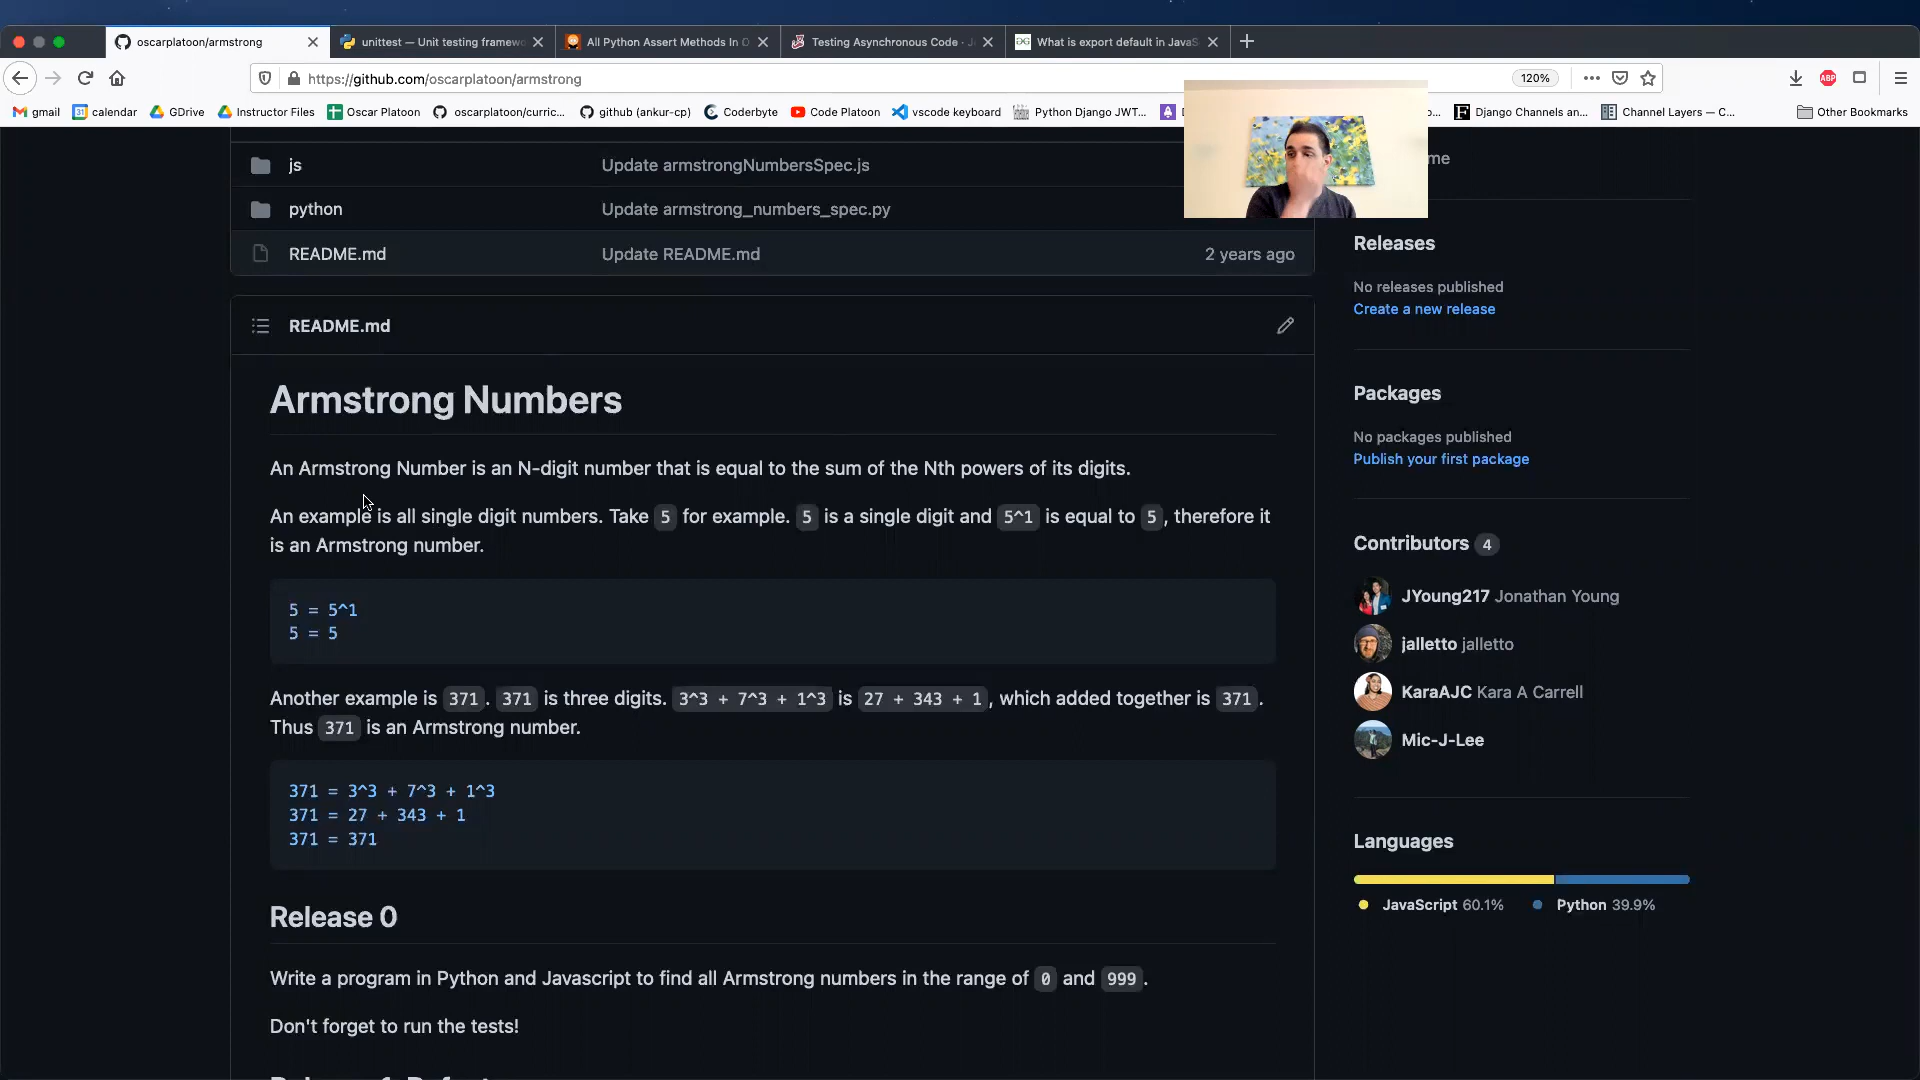 oscarplatoon/armstrong
unittest — Unit testing framew
All Python Assert Methods In O
Testing Asynchronous Code · J
What is export default in JavaS
https://github.com/oscarplatoon/armstrong
120%
ABP
gmail
31 calendar
GDrive
Instructor Files
Oscar Platoon
oscarplatoon/curric...
github (ankur-cp)
Coderbyte
Code Platoon
vscode keyboard
Python Django JWT...
Django Channels an...
Channel Layers — C...
Other Bookmarks
js
Update armstrongNumbersSpec.js
python
Update armstrong_numbers_spec.py
README.md
Update README.md
2 years ago
README.md
Armstrong Numbers
An Armstrong Number is an N-digit number that is equal to the sum of the Nth powers of its digits.
An example is all single digit numbers. Take 5 for example. 5 is a single digit and 5^1 is equal to 5, therefore it
is an Armstrong number.
5 = 5^1
5 = 5
Another example is 371. 371 is three digits. 3^3 + 7^3 + 1^3 is 27 + 343 + 1, which added together is 371.
Thus 371 is an Armstrong number.
371 = 3^3 + 7^3 + 1^3
371 = 27 + 343 + 1
371 = 371
Release 0
Write a program in Python and Javascript to find all Armstrong numbers in the range of 0 and 999.
Don't forget to run the tests!
Releases
No releases published
Create a new release
Packages
No packages published
Publish your first package
Contributors 4
JYoung217 Jonathan Young
jalletto jalletto
KaraAJC Kara A Carrell
Mic-J-Lee
Languages
JavaScript 60.1%
Python 39.9%